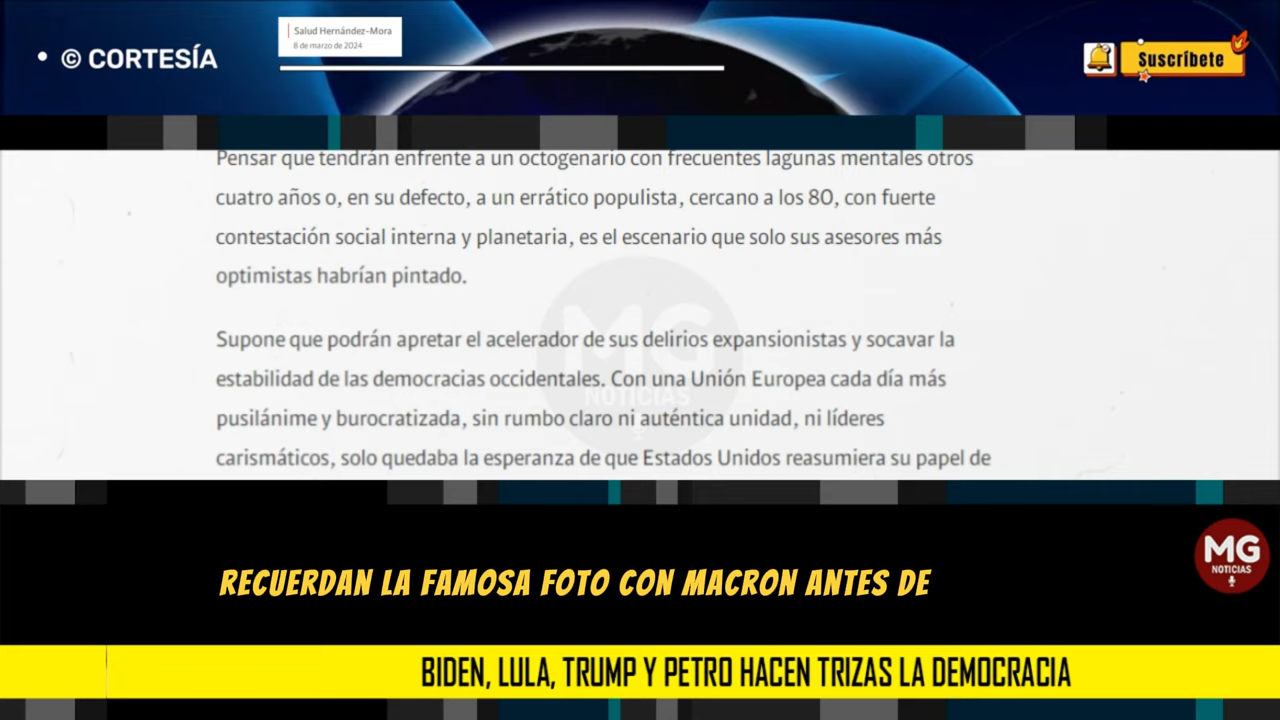 © CORTESÍA
Salud Hernández-Mora
8 de marzo de 2024
Suscríbete
Pensar que tendrán enfrente a un octogenario con frecuentes lagunas mentales otros
cuatro años o, en su defecto, a un errático populista, cercano a los 80, con fuerte
contestación social interna y planetaria, es el escenario que solo sus asesores más
optimistas habrían pintado.
Supone que podrán apretar el acelerador de sus delirios expansionistas y socavar la
estabilidad de las democracias occidentales. Con una Unión Europea cada día más
pusilánime y burocratizada, sin rumbo claro ni auténtica unidad, ni líderes
carismáticos, solo quedaba la esperanza de que Estados Unidos reasumiera su papel de
MG
NOTICIAS
RECUERDAN LA FAMOSA FOTO CON MACRON ANTES DE
MG
NOTICIAS
BIDEN, LULA, TRUMP Y PETRO HACEN TRIZAS LA DEMOCRACIA